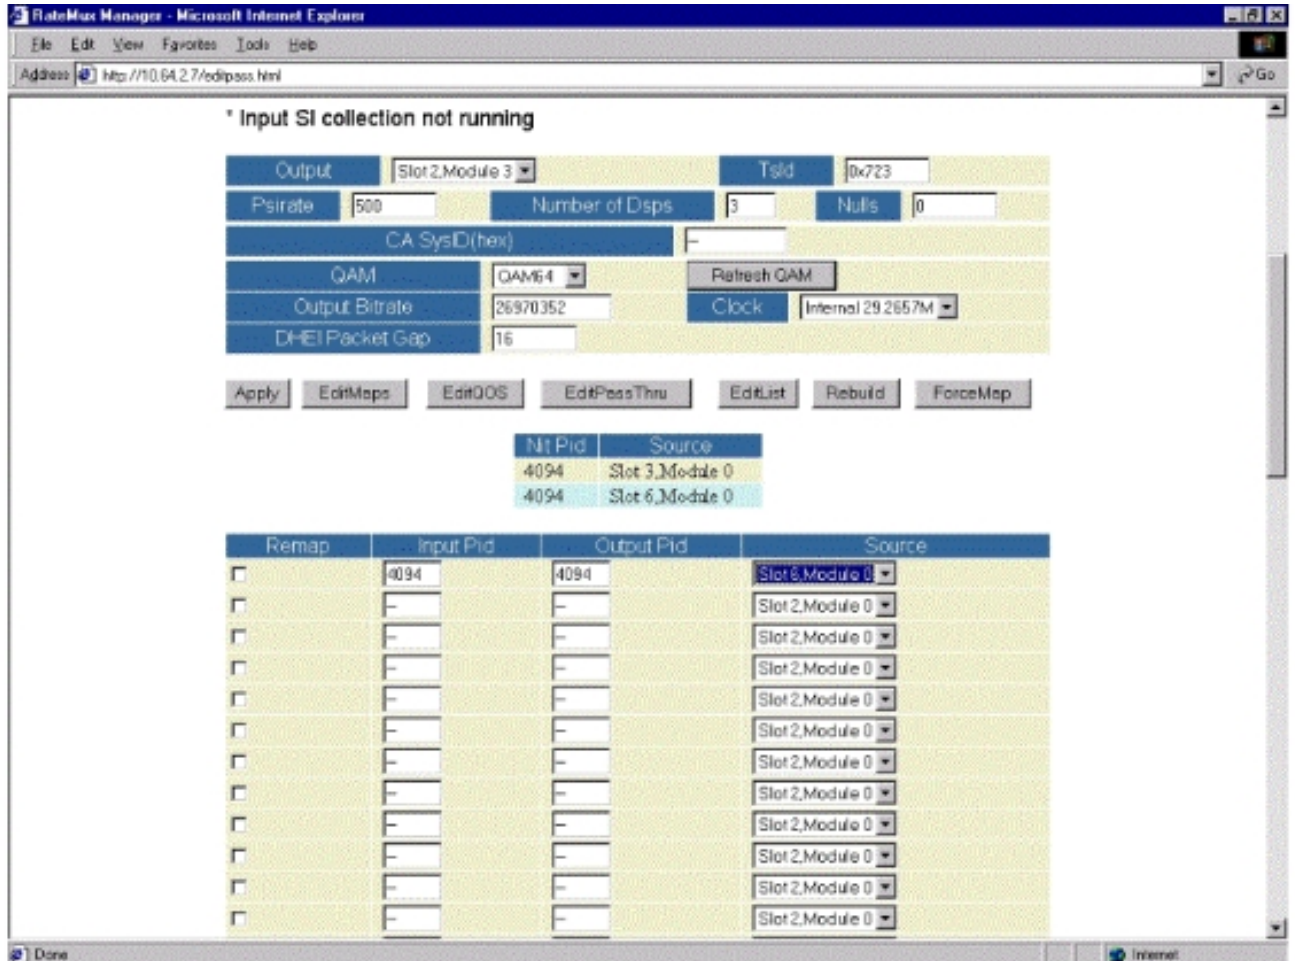 RateMux Manager - Microsoft Internet Explorer
File Edit View Favorites Tools Help
Address http://10.64.2.7/editpass.html Go
* Input SI collection not running
Output Slot 2,Module 3 TsId 0x723
Psirate 500 Number of Dsps 3 Nulls 0
CA SysID(hex) --
QAM QAM64 Refresh QAM
Output Bitrate 26970352 Clock Internal 29.2657M
DHEI Packet Gap 16
Apply EditMaps EditQOS EditPassThru EditList Rebuild ForceMap
Nit Pid Source
4094 Slot 3,Module 0
4094 Slot 6,Module 0
Remap Input Pid Output Pid Source
4094 4094 Slot 6,Module 0
-- -- Slot 2,Module 0
-- -- Slot 2,Module 0
-- -- Slot 2,Module 0
-- -- Slot 2,Module 0
-- -- Slot 2,Module 0
-- -- Slot 2,Module 0
-- -- Slot 2,Module 0
-- -- Slot 2,Module 0
-- -- Slot 2,Module 0
-- -- Slot 2,Module 0
-- -- Slot 2,Module 0
Done Internet